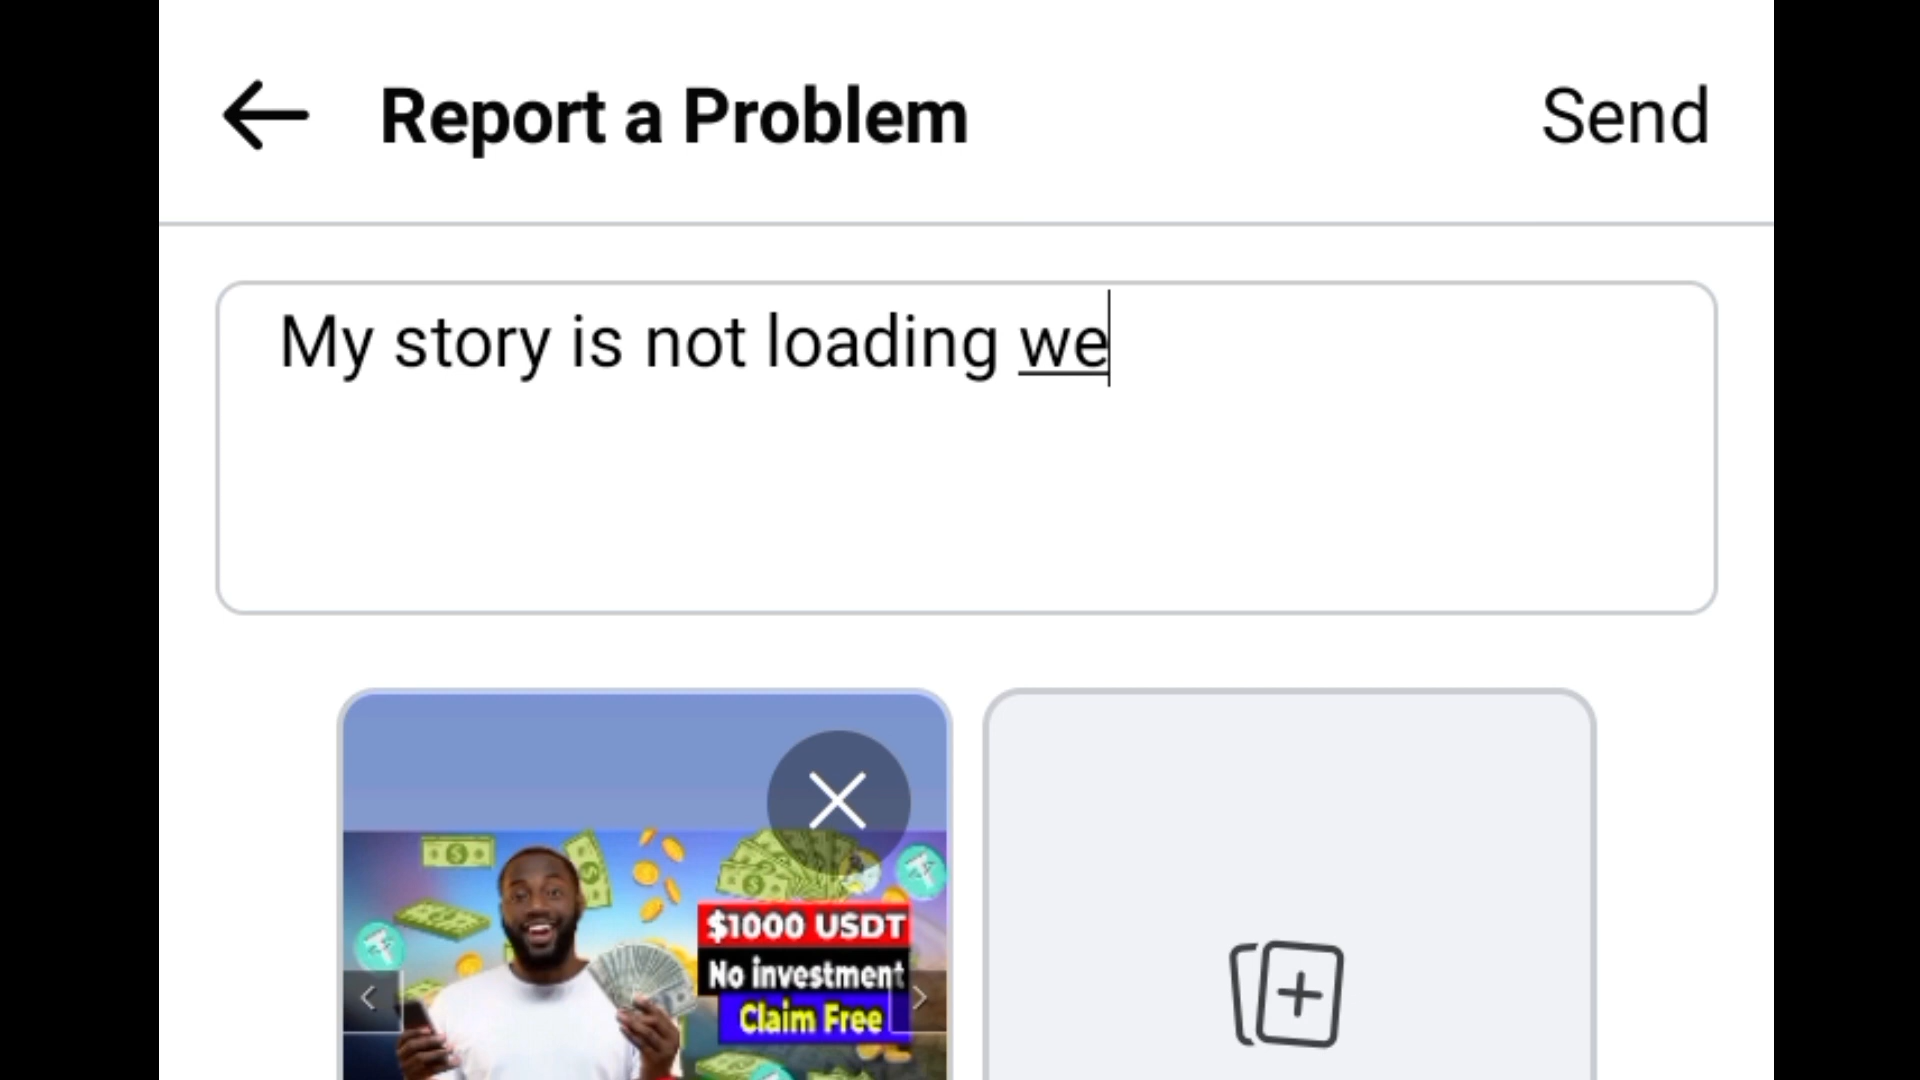 Report a Problem
Send
My story is not loading we
$1000 USDT
No investment
Claim Free